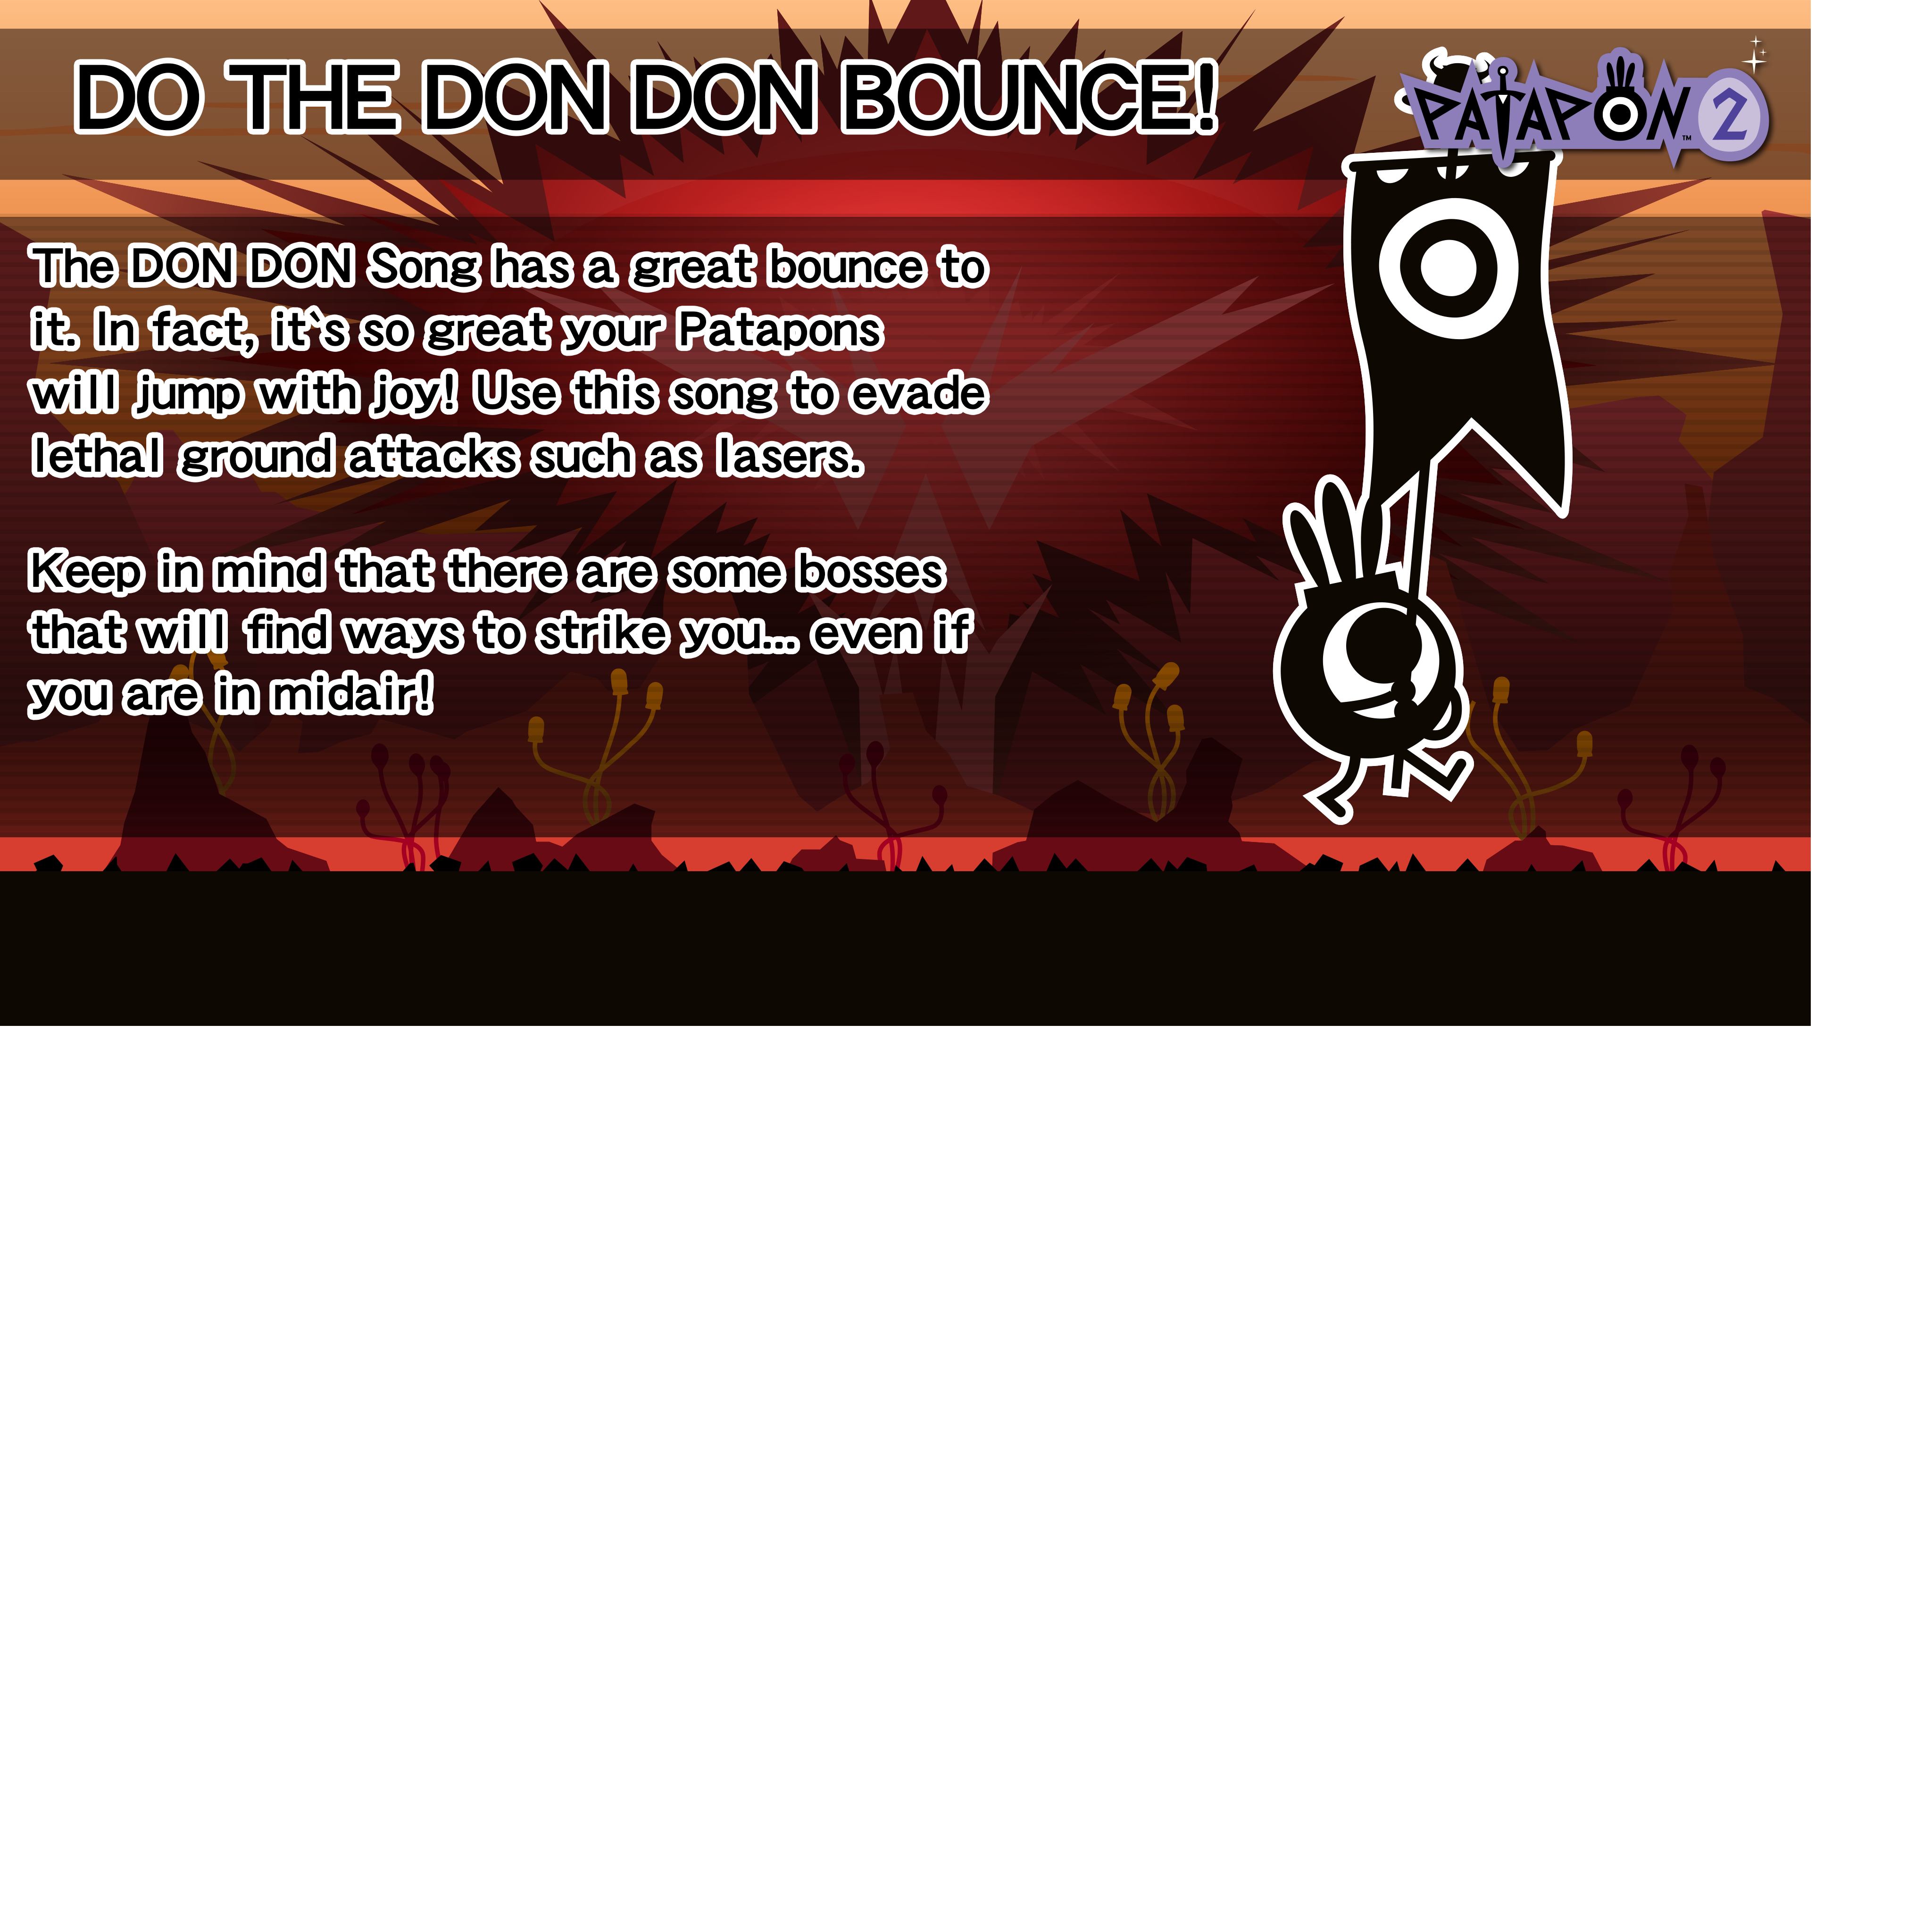 DO THE DON DON BOUNCE!
PATAPON™ 2
The DON DON Song has a great bounce to
it. In fact, it`s so great your Patapons
will jump with joy! Use this song to evade
lethal ground attacks such as lasers.
Keep in mind that there are some bosses
that will find ways to strike you... even if
you are in midair!